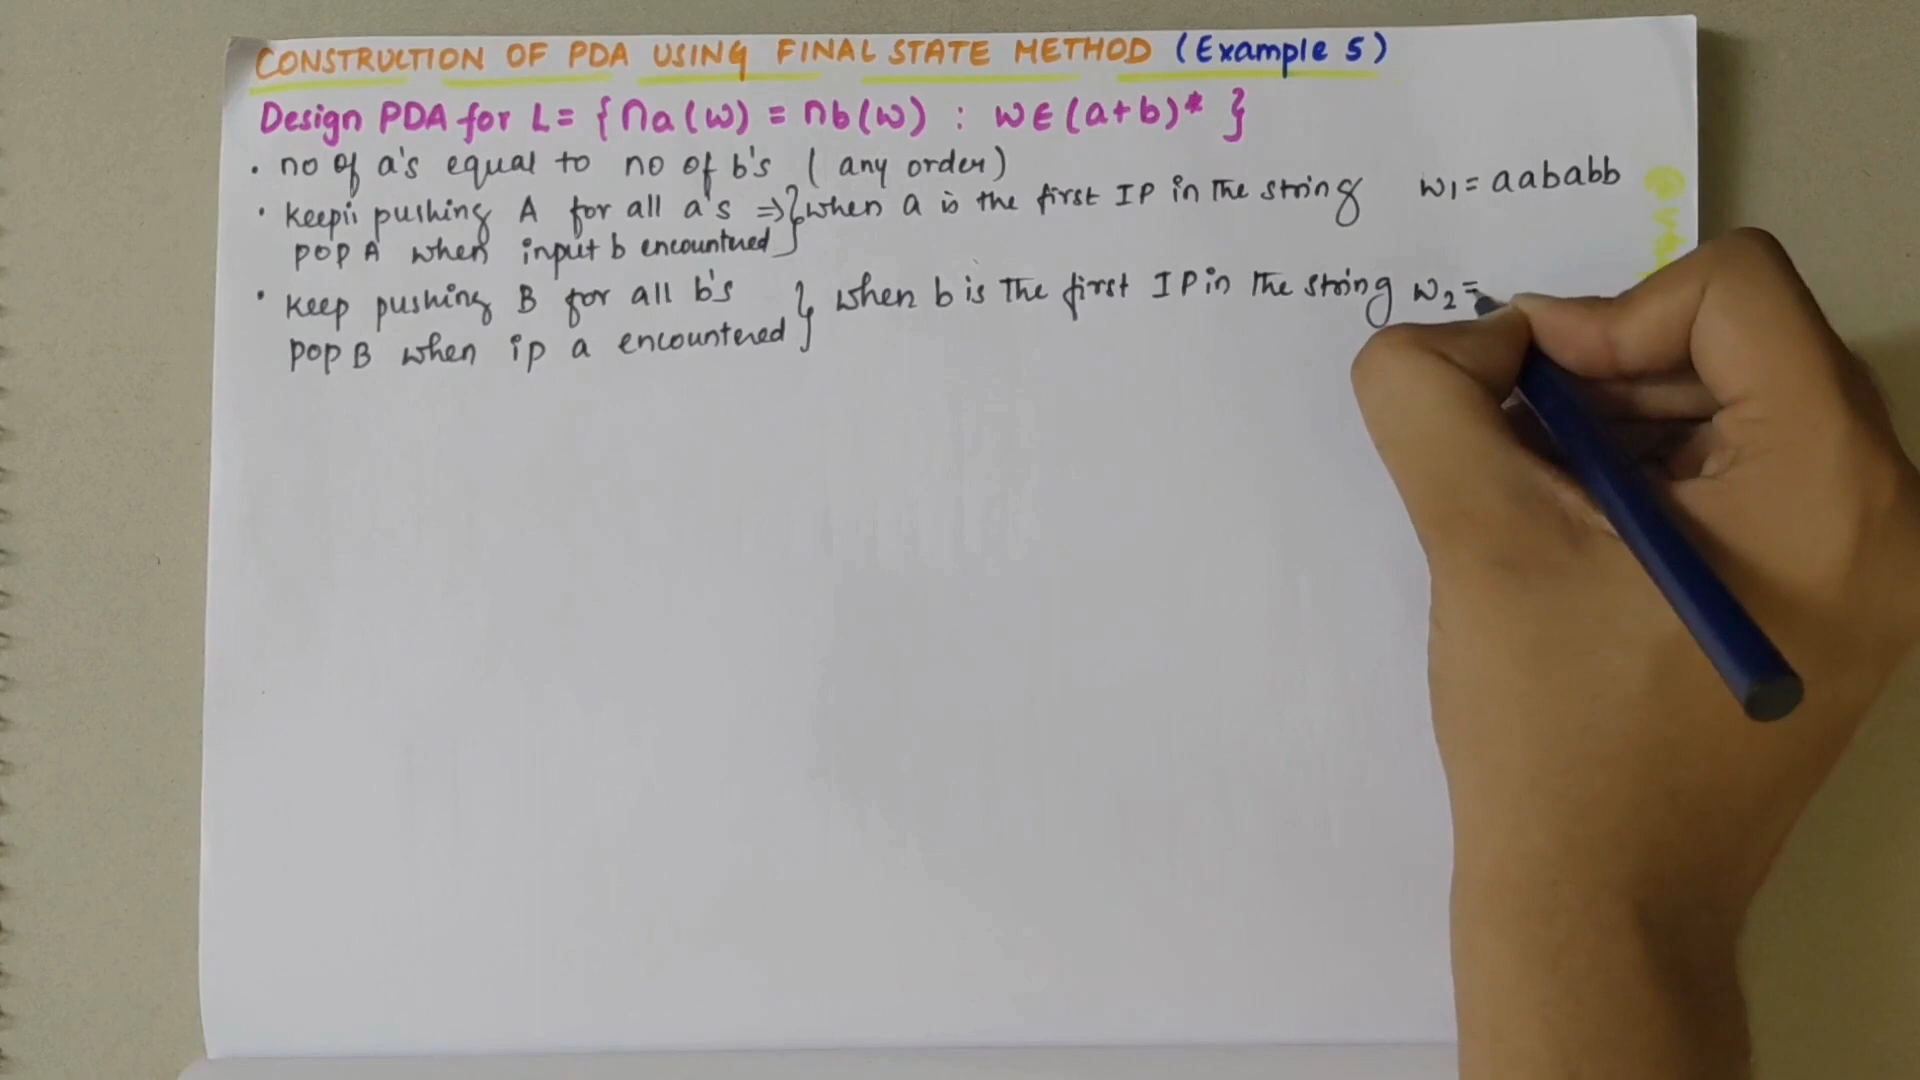 CONSTRUCTION OF PDA USING FINAL STATE METHOD (Example 5)
Design PDA for L = { na(w) = nb(w) : w ∈ (a+b)* }
• no of a's equal to no of b's ( any order)
• keepii pushing A for all a's ⇒ } when a is the first IP in the string w1 = aababb
pop A when input b encountered
• keep pushing B for all b's } when b is the first IP in the string w2 =
pop B when ip a encountered